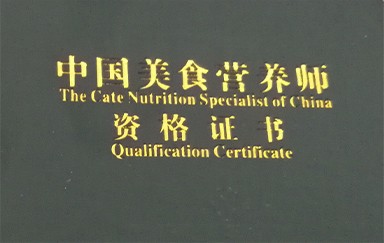 中国美食营养师
The Cate Nutrition Specialist of China
资格证书
Qualification Certificate